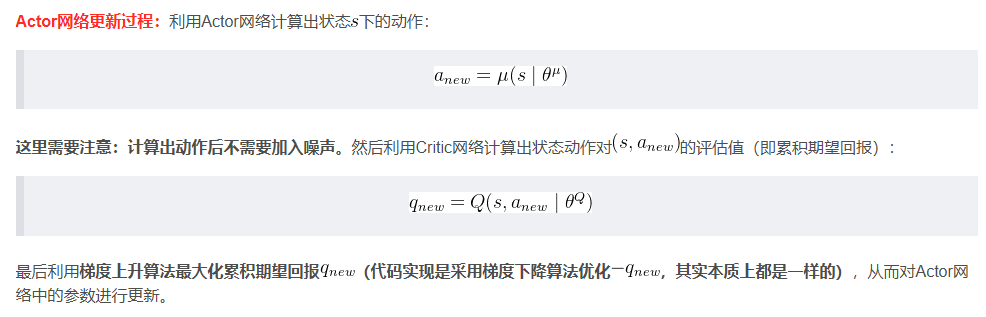 Actor网络更新过程：利用Actor网络计算出状态s下的动作：
a_{new} = μ(s | θ^μ)
这里需要注意：计算出动作后不需要加入噪声。然后利用Critic网络计算出状态动作对(s, a_{new})的评估值（即累积期望回报）：
q_{new} = Q(s, a_{new} | θ^Q)
最后利用梯度上升算法最大化累积期望回报q_{new}（代码实现是采用梯度下降算法优化−q_{new}，其实本质上都是一样的），从而对Actor网
络中的参数进行更新。